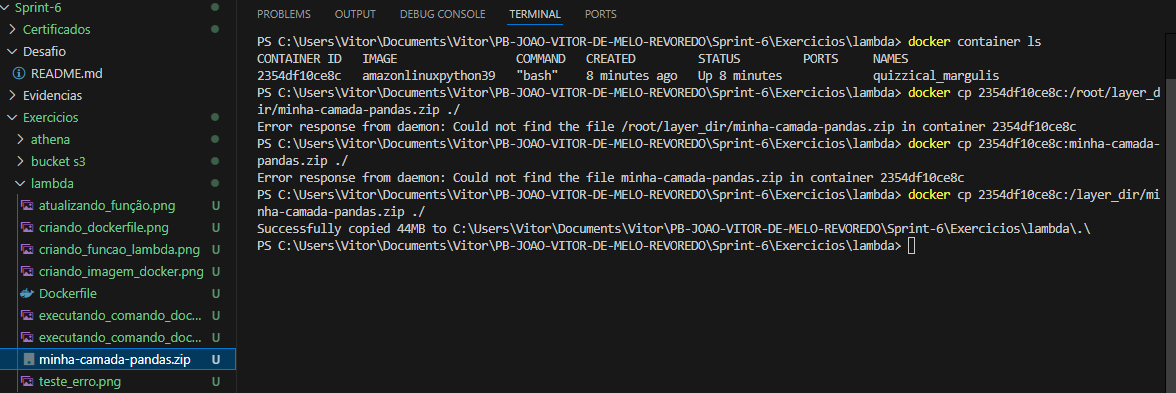 Sprint-6
Certificados
Desafio
README.md
Evidencias
Exercicios
athena
bucket s3
lambda
atualizando_função.png U
criando_dockerfile.png U
criando_funcao_lambda.png U
criando_imagem_docker.png U
Dockerfile U
executando_comando_doc... U
executando_comando_doc... U
minha-camada-pandas.zip U
teste_erro.png U
PROBLEMS OUTPUT DEBUG CONSOLE TERMINAL PORTS
PS C:\Users\Vitor\Documents\Vitor\PB-JOAO-VITOR-DE-MELO-REVOREDO\Sprint-6\Exercicios\lambda> docker container ls
CONTAINER ID IMAGE COMMAND CREATED STATUS PORTS NAMES
2354df10ce8c amazonlinuxpython39 "bash" 8 minutes ago Up 8 minutes quizzical_margulis
PS C:\Users\Vitor\Documents\Vitor\PB-JOAO-VITOR-DE-MELO-REVOREDO\Sprint-6\Exercicios\lambda> docker cp 2354df10ce8c:/root/layer_d
ir/minha-camada-pandas.zip ./
Error response from daemon: Could not find the file /root/layer_dir/minha-camada-pandas.zip in container 2354df10ce8c
PS C:\Users\Vitor\Documents\Vitor\PB-JOAO-VITOR-DE-MELO-REVOREDO\Sprint-6\Exercicios\lambda> docker cp 2354df10ce8c:minha-camada-
pandas.zip ./
Error response from daemon: Could not find the file minha-camada-pandas.zip in container 2354df10ce8c
PS C:\Users\Vitor\Documents\Vitor\PB-JOAO-VITOR-DE-MELO-REVOREDO\Sprint-6\Exercicios\lambda> docker cp 2354df10ce8c:/layer_dir/mi
nha-camada-pandas.zip ./
Successfully copied 44MB to C:\Users\Vitor\Documents\Vitor\PB-JOAO-VITOR-DE-MELO-REVOREDO\Sprint-6\Exercicios\lambda\.\
PS C:\Users\Vitor\Documents\Vitor\PB-JOAO-VITOR-DE-MELO-REVOREDO\Sprint-6\Exercicios\lambda>